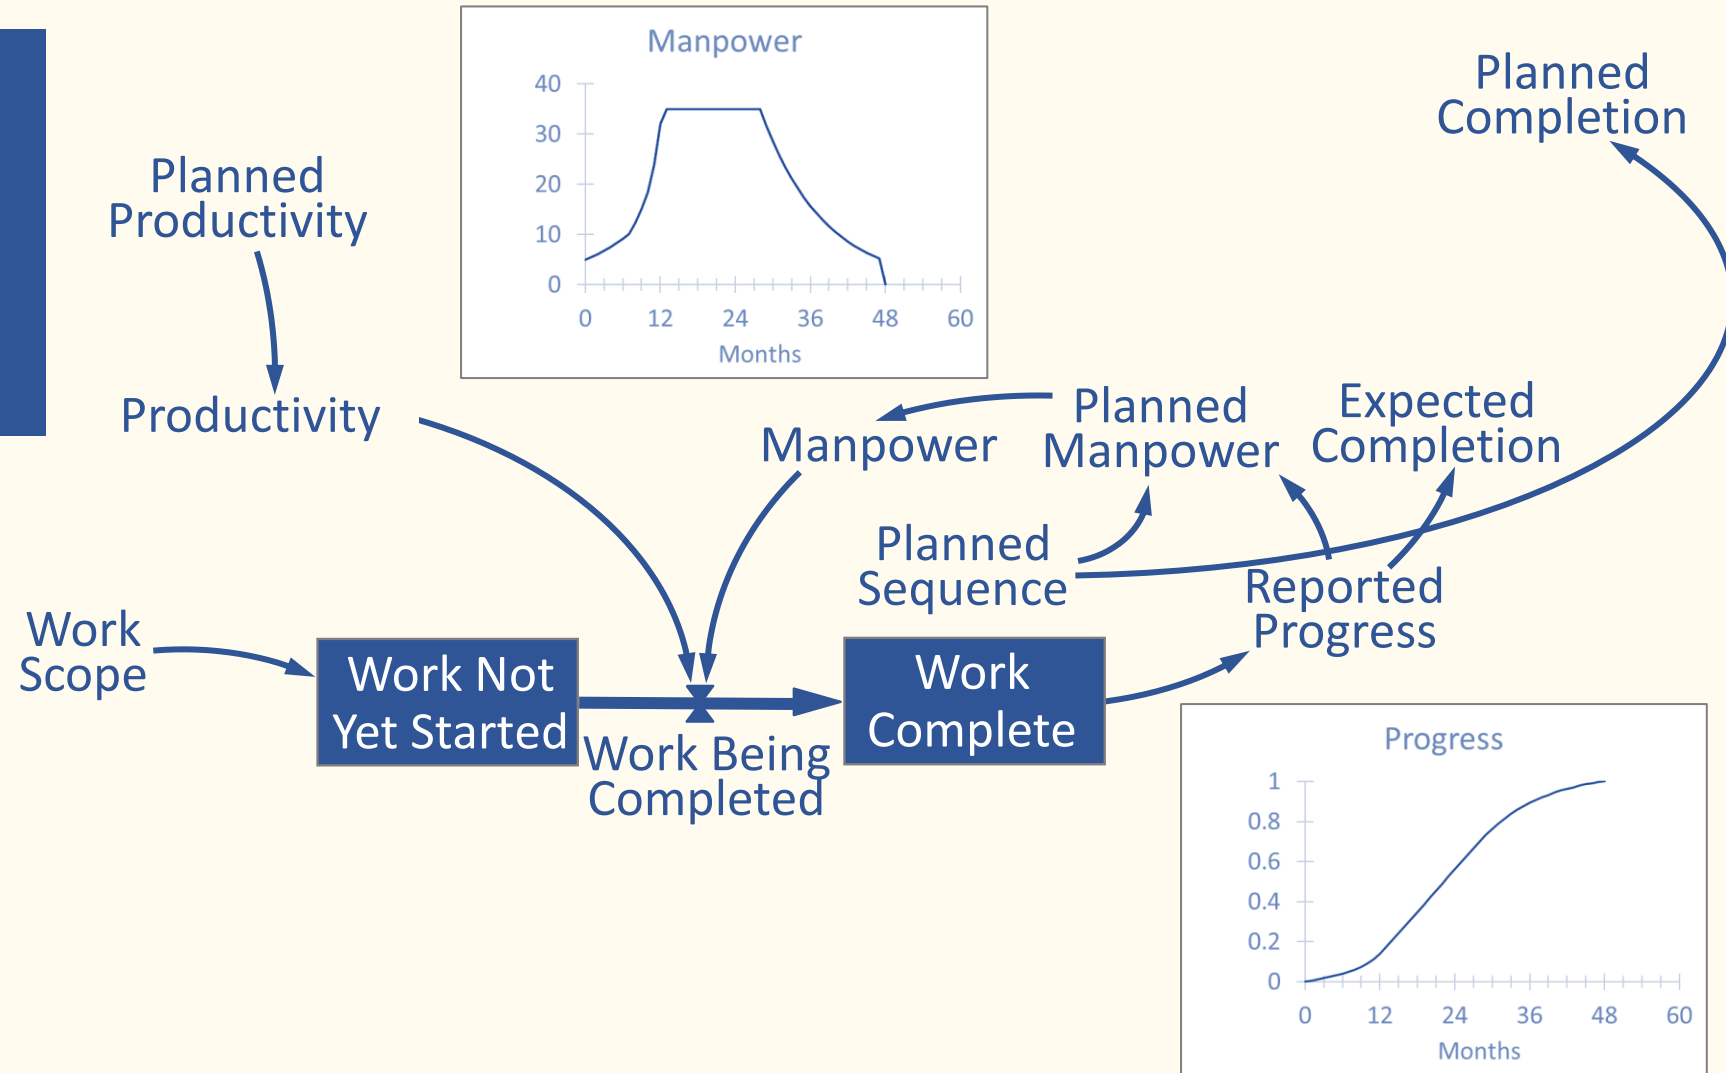 Manpower
40
30
20
10
0
0 12 24 36 48 60
Months
Planned
Completion
Planned
Productivity
Productivity
Manpower
Planned
Manpower
Expected
Completion
Planned
Sequence
Reported
Progress
Work
Scope
Work Not
Yet Started
Work Being
Completed
Work
Complete
Progress
1
0.8
0.6
0.4
0.2
0
0 12 24 36 48 60
Months